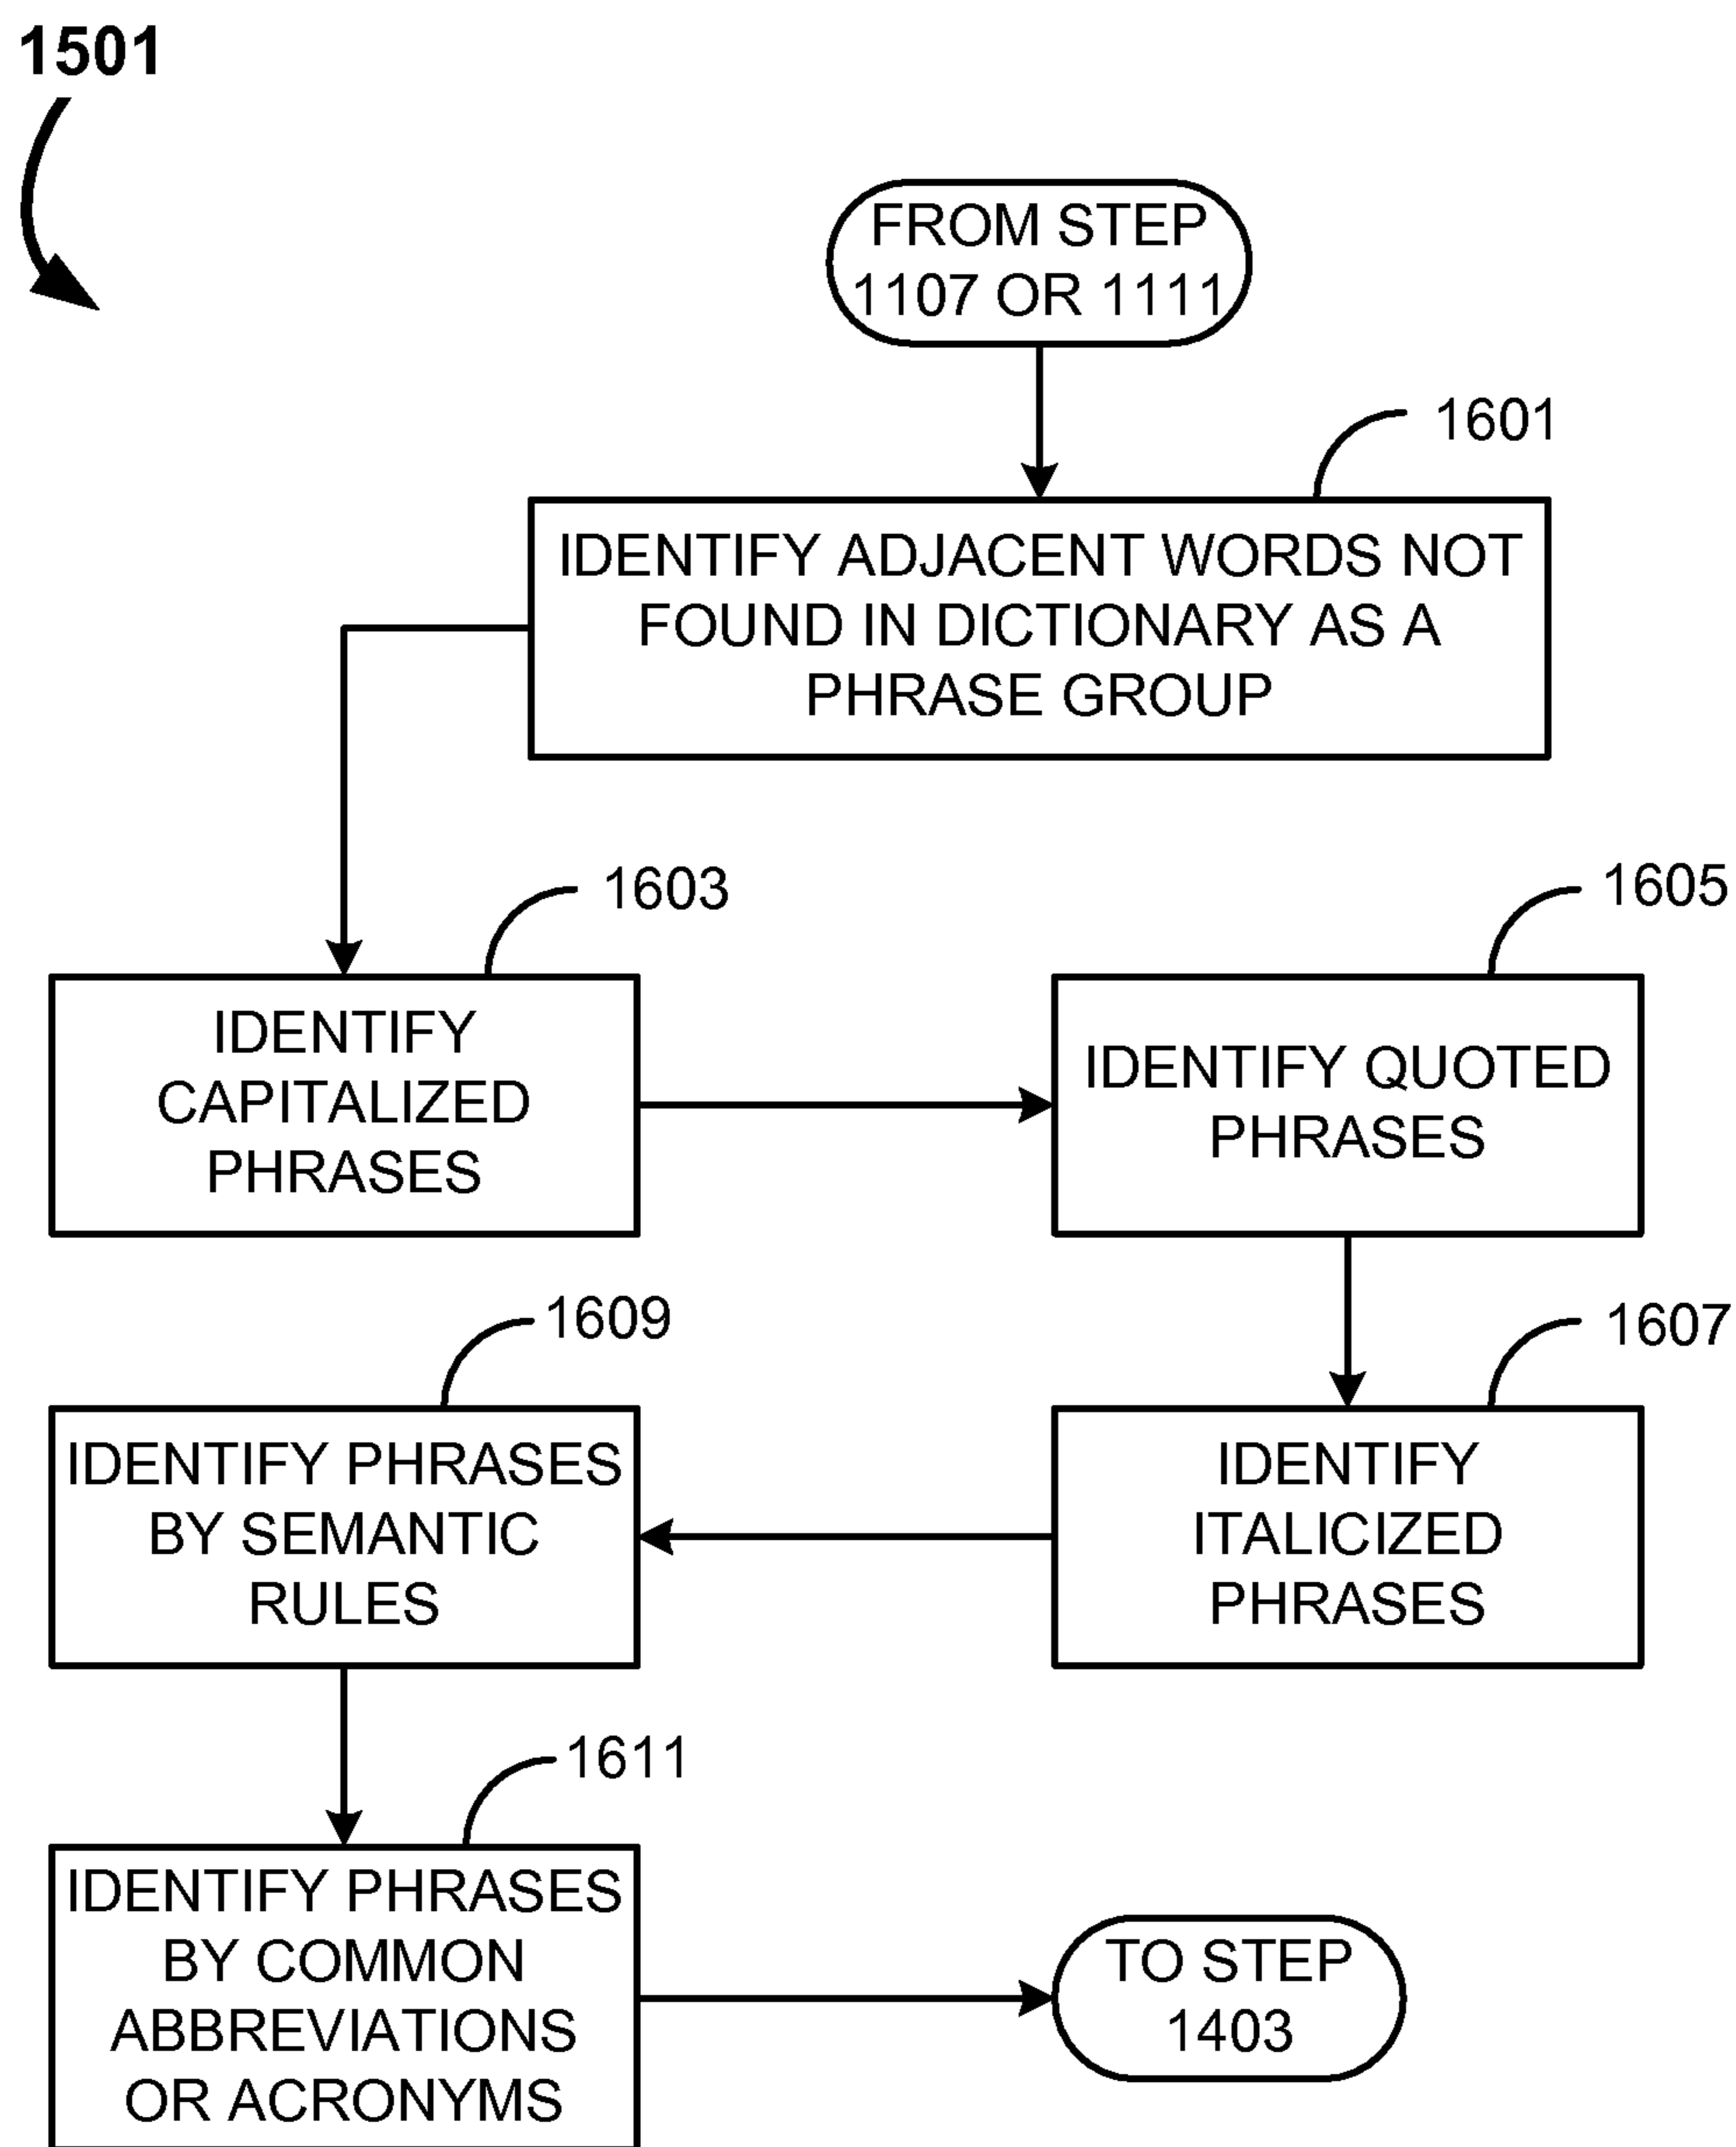 1501
FROM STEP
1107 OR 1111
1601
IDENTIFY ADJACENT WORDS NOT
FOUND IN DICTIONARY AS A
PHRASE GROUP
1603
IDENTIFY
CAPITALIZED
PHRASES
1605
IDENTIFY QUOTED
PHRASES
1607
IDENTIFY
ITALICIZED
PHRASES
1609
IDENTIFY PHRASES
BY SEMANTIC
RULES
1611
IDENTIFY PHRASES
BY COMMON
ABBREVIATIONS
OR ACRONYMS
TO STEP
1403